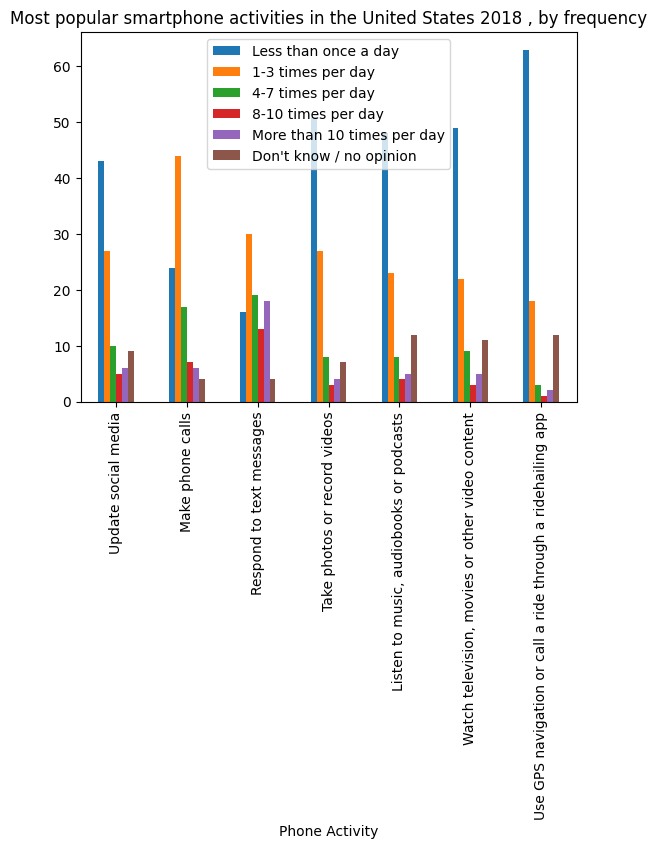 Most popular smartphone activities in the United States 2018 , by frequency
Less than once a day
1-3 times per day
4-7 times per day
8-10 times per day
More than 10 times per day
Don't know / no opinion
60
50
40
30
20
10
0
Update social media
Make phone calls
Respond to text messages
Take photos or record videos
Listen to music, audiobooks or podcasts
Watch television, movies or other video content
Use GPS navigation or call a ride through a ridehailing app
Phone Activity